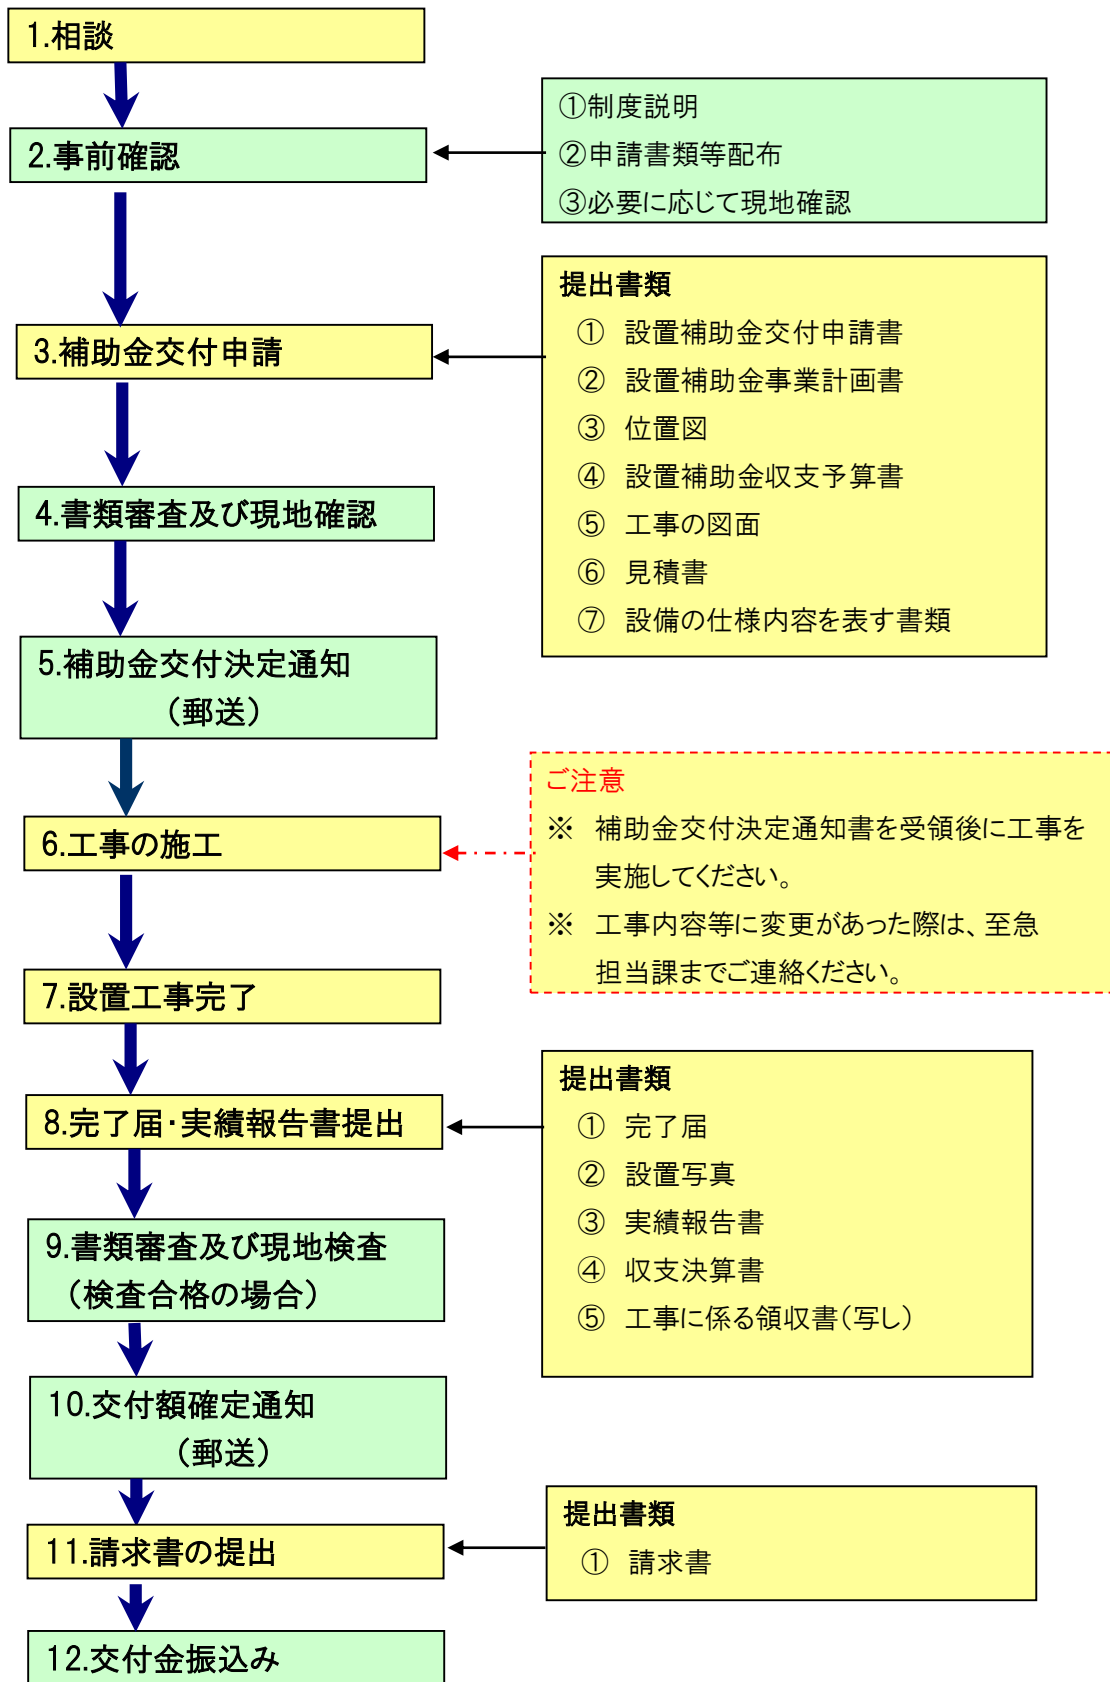 1.相談
2.事前確認
①制度説明
②申請書類等配布
③必要に応じて現地確認
3.補助金交付申請
提出書類
① 設置補助金交付申請書
② 設置補助金事業計画書
③ 位置図
④ 設置補助金収支予算書
⑤ 工事の図面
⑥ 見積書
⑦ 設備の仕様内容を表す書類
4.書類審査及び現地確認
5.補助金交付決定通知
（郵送）
6.工事の施工
ご注意
※ 補助金交付決定通知書を受領後に工事を
実施してください。
※ 工事内容等に変更があった際は、至急
担当課までご連絡ください。
7.設置工事完了
8.完了届・実績報告書提出
提出書類
① 完了届
② 設置写真
③ 実績報告書
④ 収支決算書
⑤ 工事に係る領収書（写し）
9.書類審査及び現地検査
（検査合格の場合）
10.交付額確定通知
（郵送）
11.請求書の提出
提出書類
① 請求書
12.交付金振込み